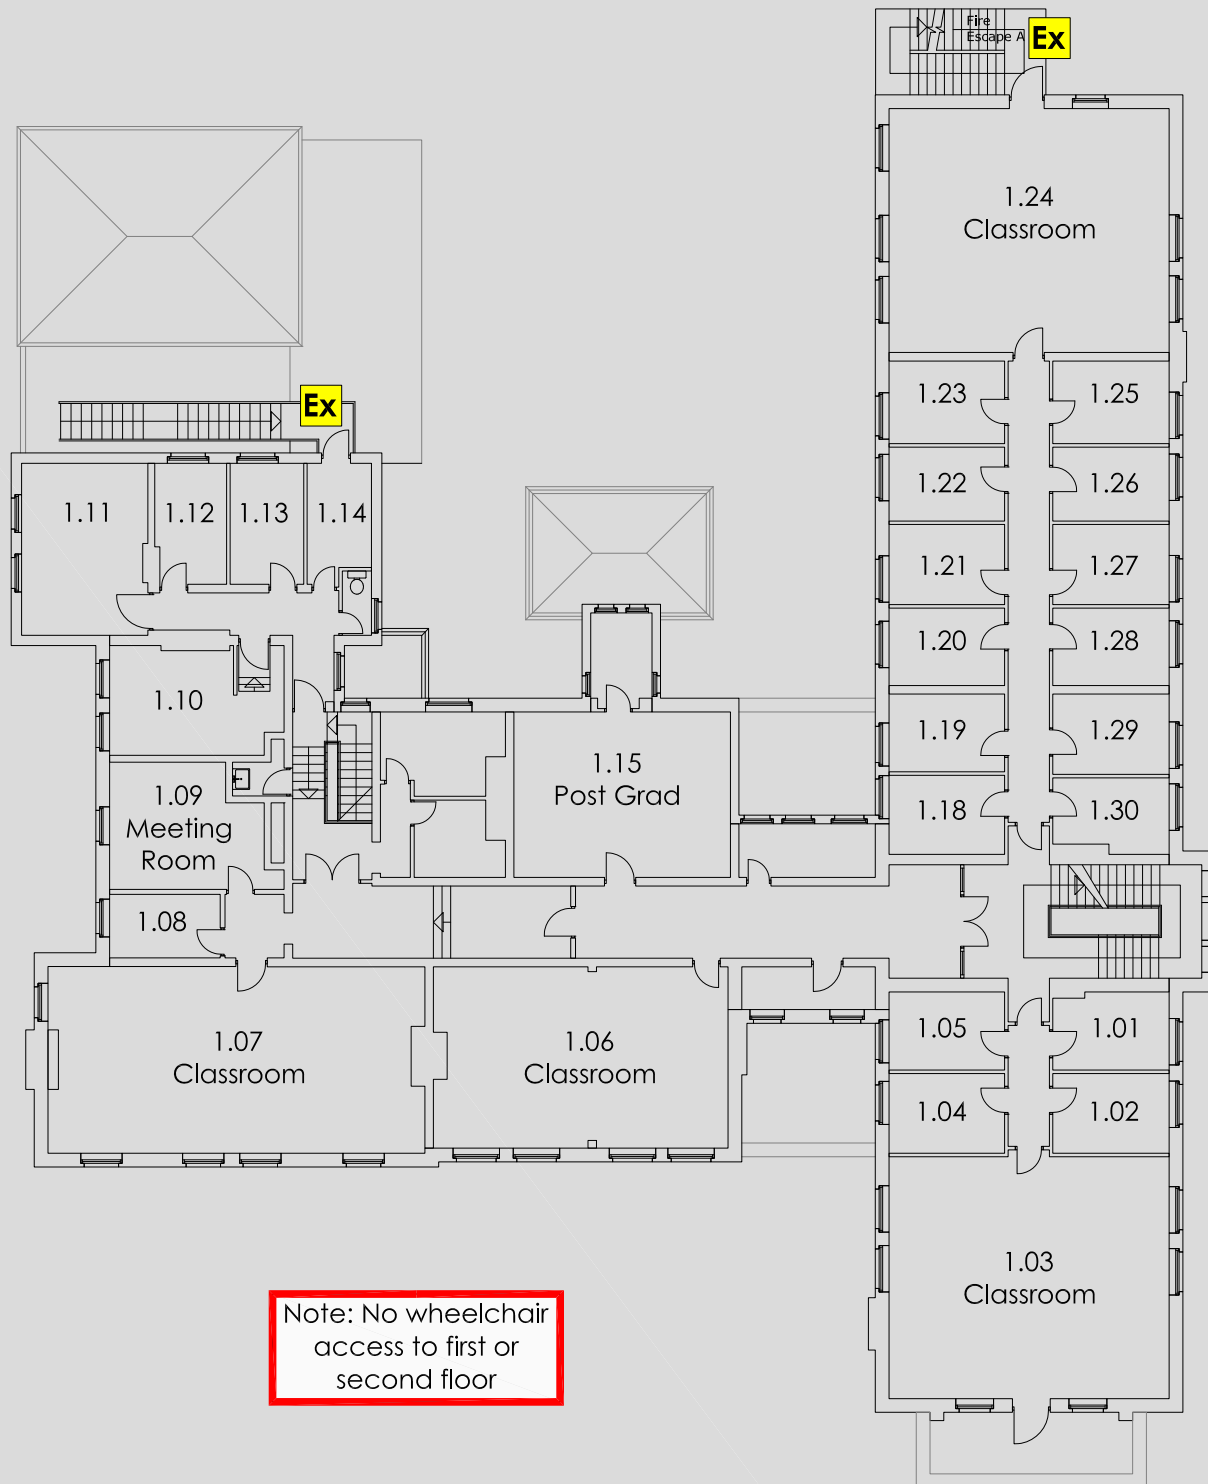 Fire
Escape A
Ex
1.24
Classroom
1.23
1.25
Ex
1.22
1.26
1.11
1.12
1.13
1.14
1.21
1.27
1.20
1.28
1.10
1.19
1.29
1.15
Post Grad
1.09
Meeting
Room
1.18
1.30
1.08
1.05
1.01
1.07
Classroom
1.06
Classroom
1.04
1.02
1.03
Classroom
Note: No wheelchair
access to first or
second floor